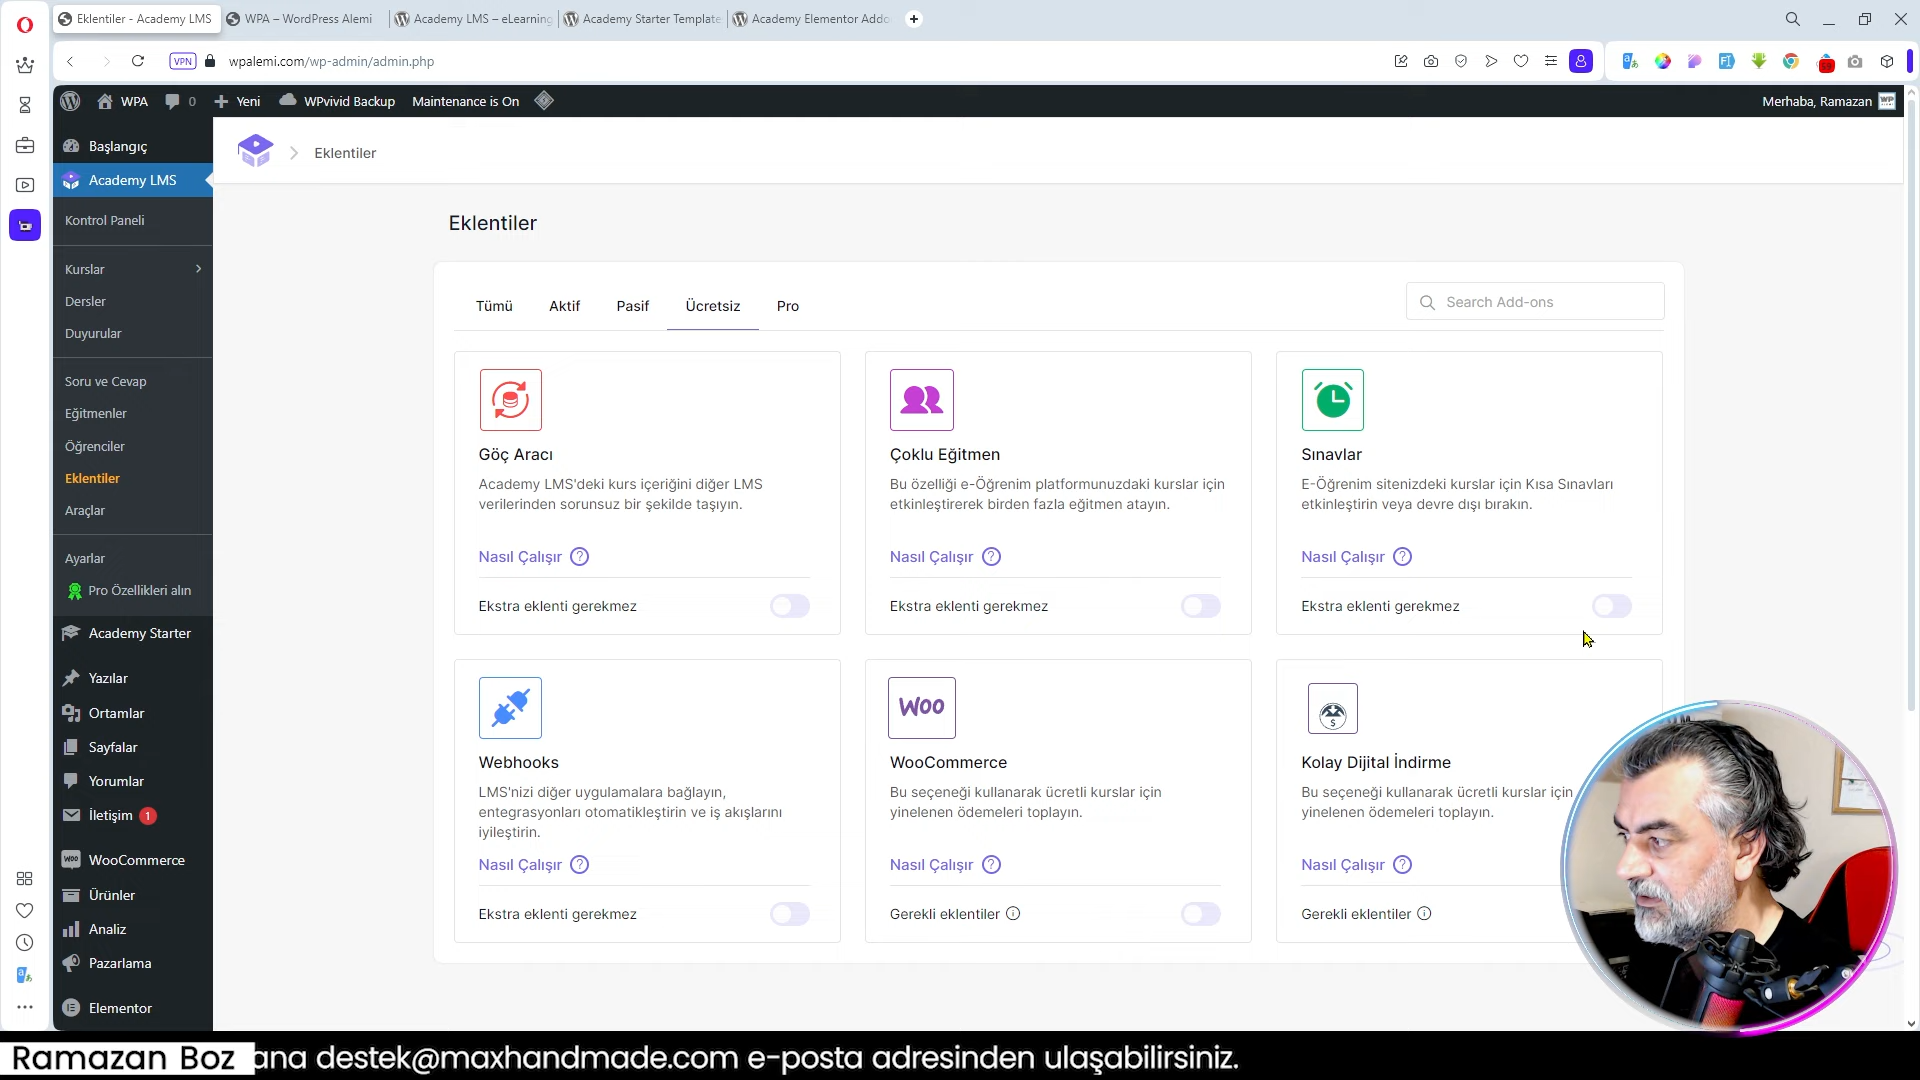 Eklentiler - Academy LMS
WPA – WordPress Alemi
Academy LMS – eLearning
Academy Starter Template
Academy Elementor Addo
VPN
wpalemi.com/wp-admin/admin.php
WPA
0
Yeni
WPvivid Backup
Maintenance is On
Merhaba, Ramazan
Başlangıç
Academy LMS
Kontrol Paneli
Kurslar
Dersler
Duyurular
Soru ve Cevap
Eğitmenler
Öğrenciler
Eklentiler
Araçlar
Ayarlar
Pro Özellikleri alın
Academy Starter
Yazılar
Ortamlar
Sayfalar
Yorumlar
İletişim 1
WooCommerce
Ürünler
Analiz
Pazarlama
Elementor
Eklentiler
Eklentiler
Tümü
Aktif
Pasif
Ücretsiz
Pro
Search Add-ons
Göç Aracı
Academy LMS'deki kurs içeriğini diğer LMS
verilerinden sorunsuz bir şekilde taşıyın.
Nasıl Çalışır ?
Ekstra eklenti gerekmez
Çoklu Eğitmen
Bu özelliği e-Öğrenim platformunuzdaki kurslar için
etkinleştirerek birden fazla eğitmen atayın.
Nasıl Çalışır ?
Ekstra eklenti gerekmez
Sınavlar
E-Öğrenim sitenizdeki kurslar için Kısa Sınavları
etkinleştirin veya devre dışı bırakın.
Nasıl Çalışır ?
Ekstra eklenti gerekmez
Webhooks
LMS'nizi diğer uygulamalara bağlayın,
entegrasyonları otomatikleştirin ve iş akışlarını
iyileştirin.
Nasıl Çalışır ?
Ekstra eklenti gerekmez
WOO
WooCommerce
Bu seçeneği kullanarak ücretli kurslar için
yinelenen ödemeleri toplayın.
Nasıl Çalışır ?
Gerekli eklentiler
Kolay Dijital İndirme
Bu seçeneği kullanarak ücretli kurslar için
yinelenen ödemeleri toplayın.
Nasıl Çalışır ?
Gerekli eklentiler
Ramazan Boz
ana destek@maxhandmade.com e-posta adresinden ulaşabilirsiniz.